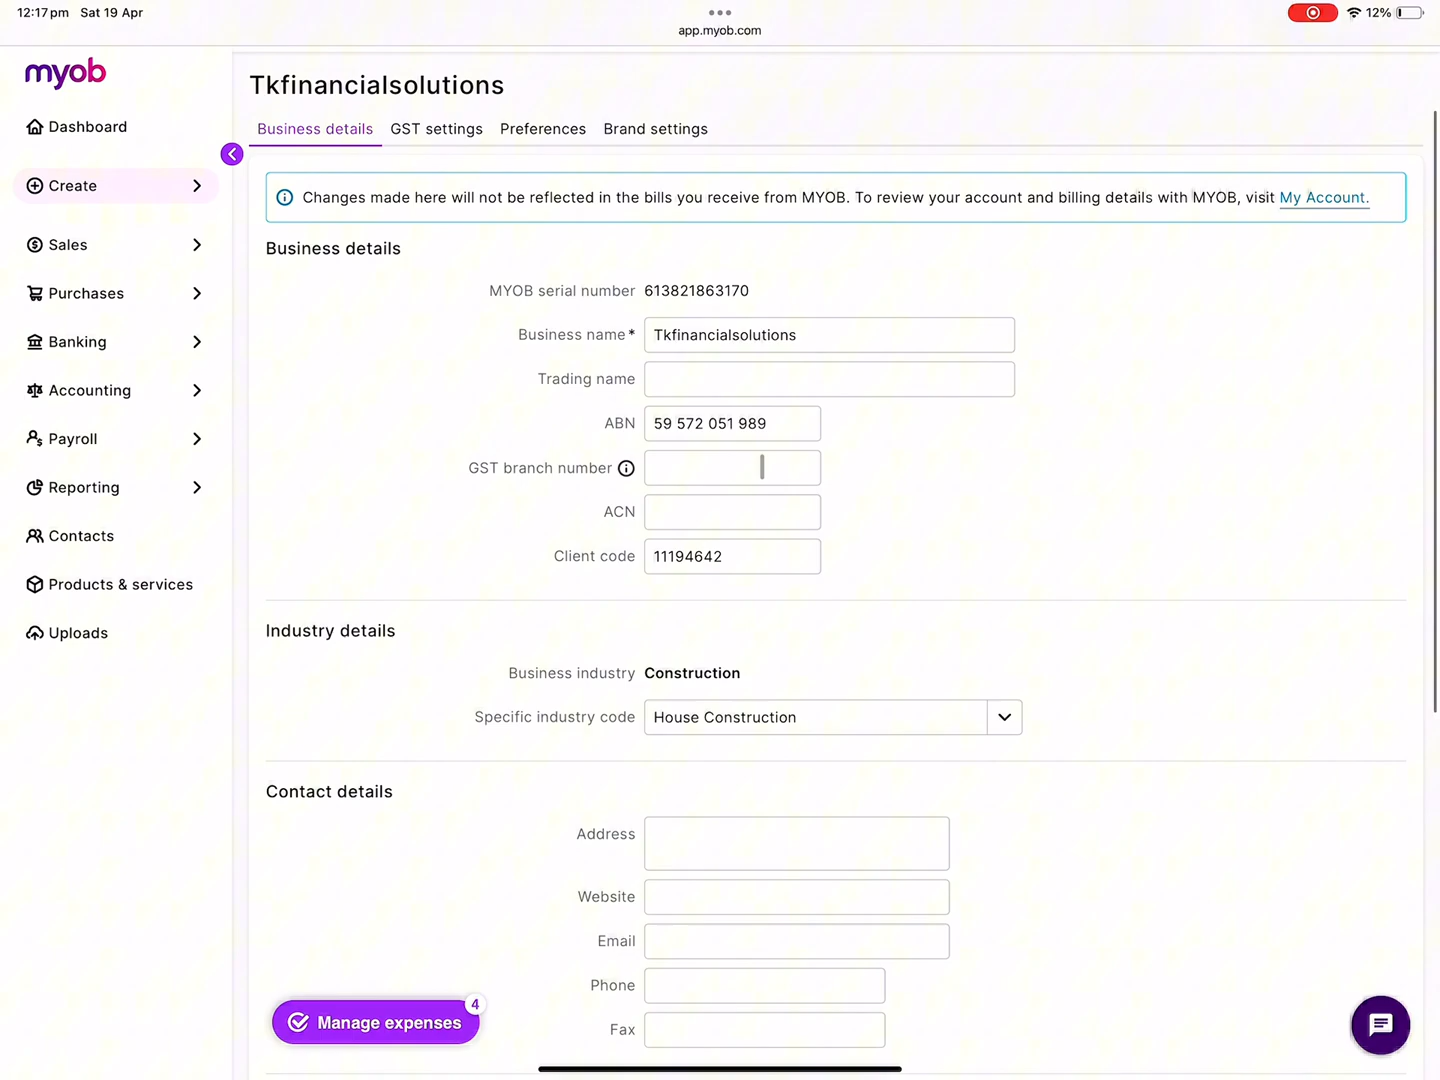 12:17 pm Sat 19 Apr
12%
app.myob.com
myob
Dashboard
Create
Sales
Purchases
Banking
Accounting
Payroll
Reporting
Contacts
Products & services
Uploads
Tkfinancialsolutions
Business details GST settings Preferences Brand settings
Changes made here will not be reflected in the bills you receive from MYOB. To review your account and billing details with MYOB, visit My Account.
Business details
MYOB serial number 613821863170
Business name* Tkfinancialsolutions
Trading name
ABN 59 572 051 989
GST branch number
ACN
Client code 11194642
Industry details
Business industry Construction
Specific industry code House Construction
Contact details
Address
Website
Email
Phone
Fax
Manage expenses 4